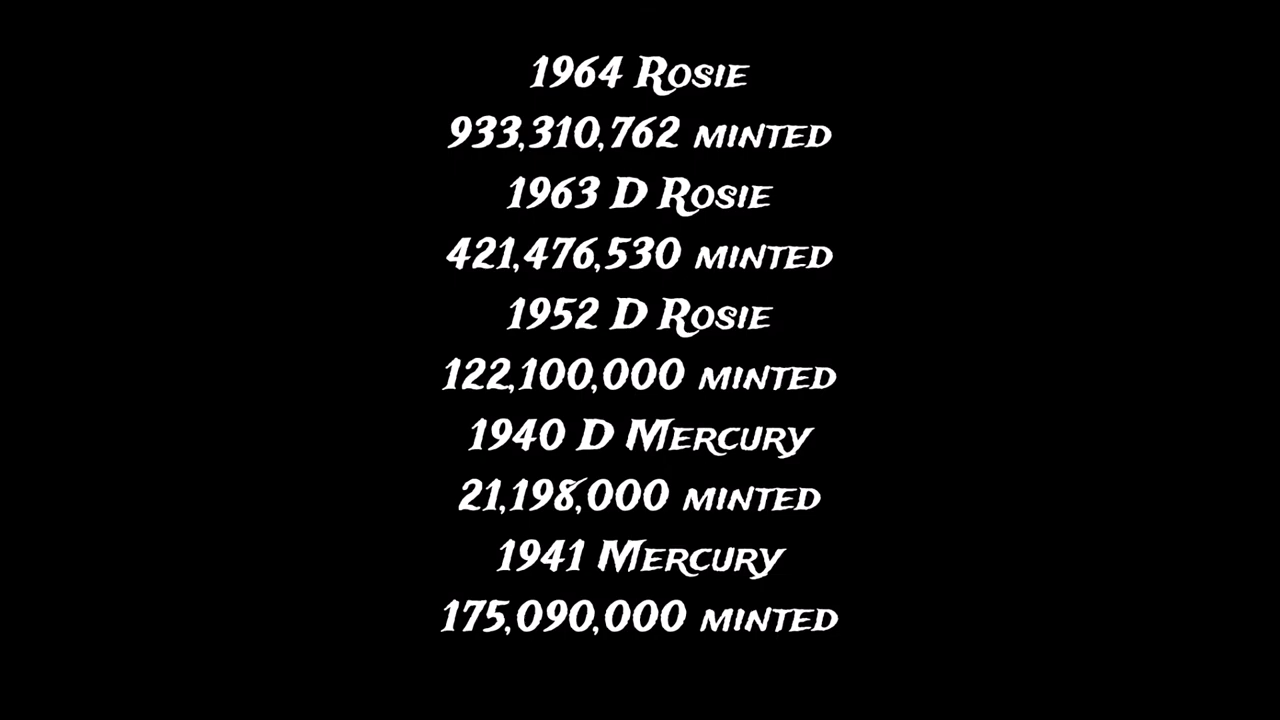 1964 Rosie
933,310,762 minted
1963 D Rosie
421,476,530 minted
1952 D Rosie
122,100,000 minted
1940 D Mercury
21,198,000 minted
1941 Mercury
175,090,000 minted